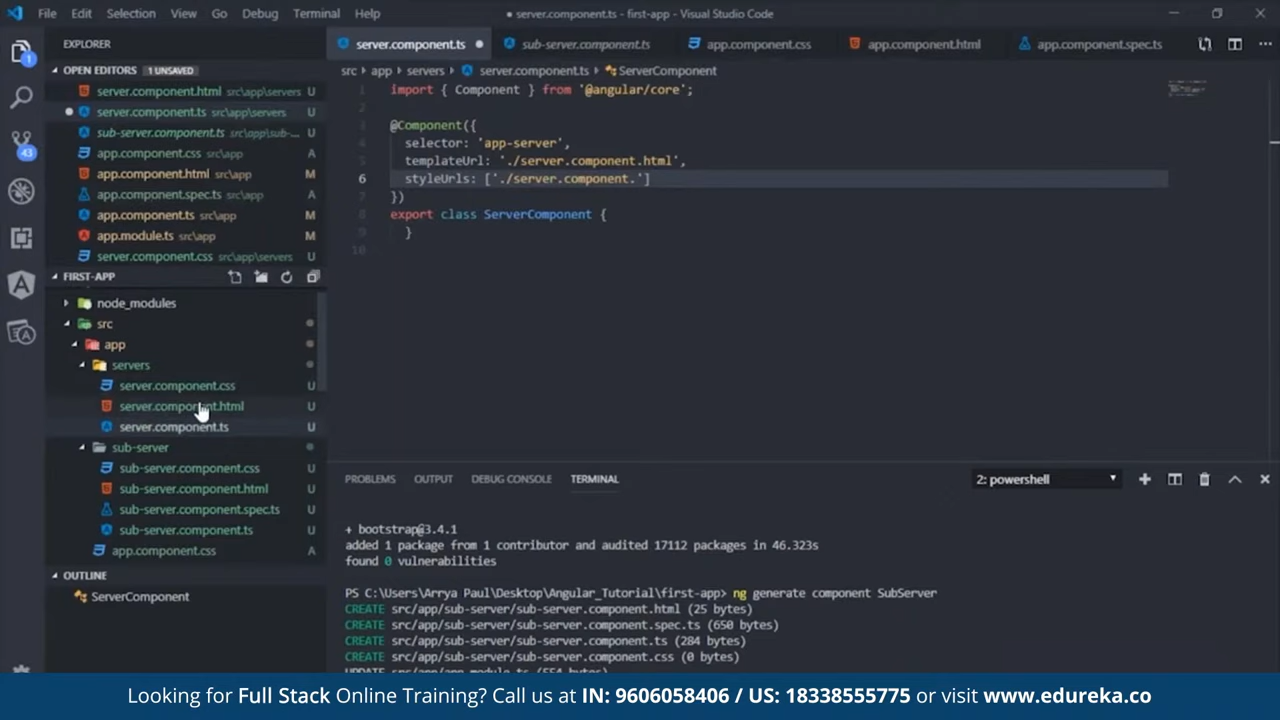 File Edit Selection View Go Debug Terminal Help
● server.component.ts - first-app - Visual Studio Code
EXPLORER
OPEN EDITORS 1 UNSAVED
server.component.html src\app\servers U
server.component.ts src\app\servers U
sub-server.component.ts src\app\sub-... U
app.component.css src\app A
app.component.html src\app M
app.component.spec.ts src\app A
app.component.ts src\app M
app.module.ts src\app M
server.component.css src\app\servers U
FIRST-APP
node_modules
src
app
servers
server.component.css U
server.component.html U
server.component.ts U
sub-server
sub-server.component.css U
sub-server.component.html U
sub-server.component.spec.ts U
sub-server.component.ts U
app.component.css A
OUTLINE
ServerComponent
1
43
server.component.ts sub-server.component.ts app.component.css app.component.html app.component.spec.ts
src › app › servers › server.component.ts › ServerComponent
1 import { Component } from '@angular/core';
2
3 @Component({
4 selector: 'app-server',
5 templateUrl: './server.component.html',
6 styleUrls: ['./server.component.']
7 })
8 export class ServerComponent {
9 }
10
PROBLEMS OUTPUT DEBUG CONSOLE TERMINAL 2: powershell
+ bootstrap@3.4.1
added 1 package from 1 contributor and audited 17112 packages in 46.323s
found 0 vulnerabilities
PS C:\Users\Arrya Paul\Desktop\Angular_Tutorial\first-app> ng generate component SubServer
CREATE src/app/sub-server/sub-server.component.html (25 bytes)
CREATE src/app/sub-server/sub-server.component.spec.ts (650 bytes)
CREATE src/app/sub-server/sub-server.component.ts (284 bytes)
CREATE src/app/sub-server/sub-server.component.css (0 bytes)
Looking for Full Stack Online Training? Call us at IN: 9606058406 / US: 18338555775 or visit www.edureka.co